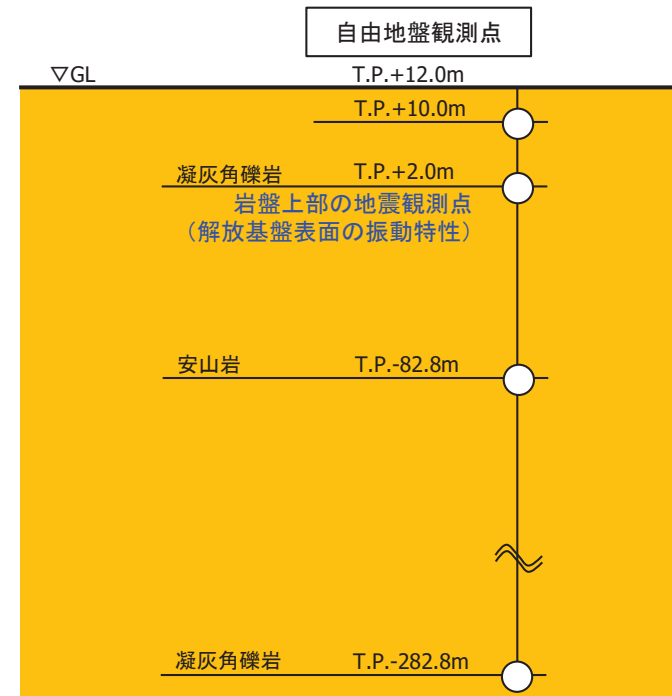 自由地盤観測点
▽GL T.P.+12.0m
T.P.+10.0m
凝灰角礫岩 T.P.+2.0m
岩盤上部の地震観測点
（解放基盤表面の振動特性）
安山岩 T.P.-82.8m
凝灰角礫岩 T.P.-282.8m